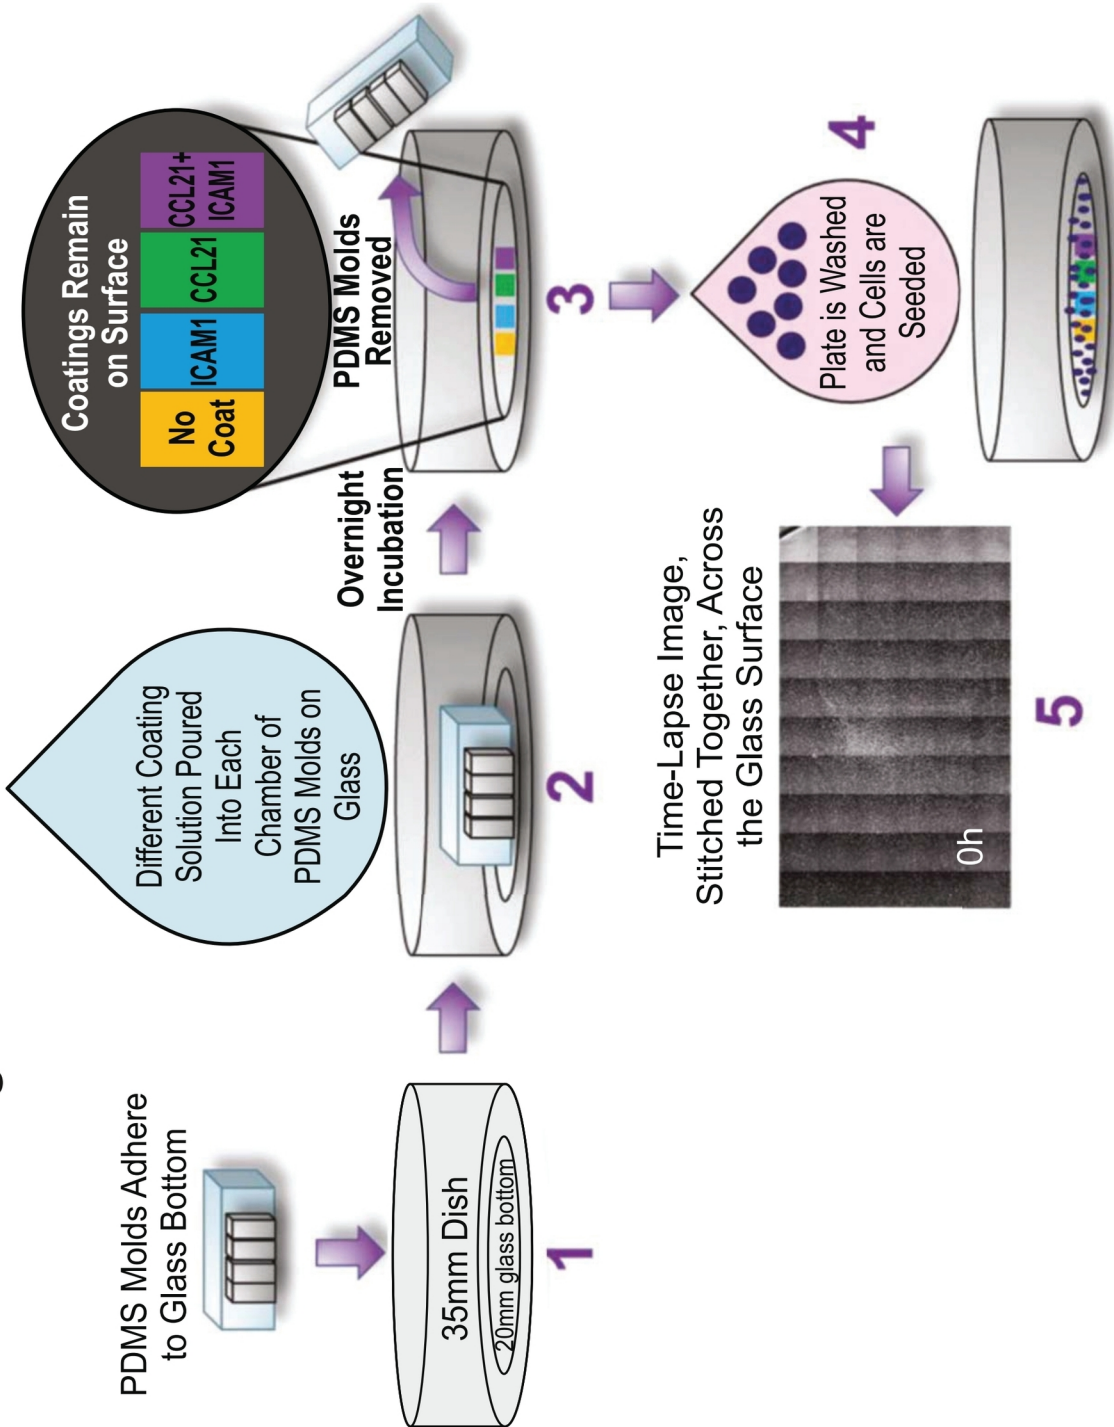 PDMS Molds Adhere
to Glass Bottom
35mm Dish
20mm glass bottom
1
Different Coating
Solution Poured
Into Each
Chamber of
PDMS Molds on
Glass
2
Overnight
Incubation
Coatings Remain
on Surface
No
Coat
ICAM1
CCL21
CCL21+
ICAM1
PDMS Molds
Removed
3
Plate is Washed
and Cells are
Seeded
4
Time-Lapse Image,
Stitched Together, Across
the Glass Surface
0h
5